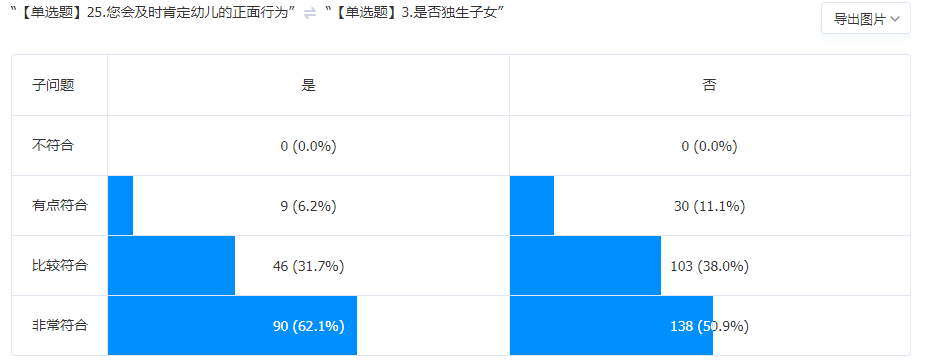 “【单选题】25.您会及时肯定幼儿的正面行为” ⇌ “【单选题】3.是否独生子女” 导出图片
子问题 是 否
不符合 0 (0.0%) 0 (0.0%)
有点符合 9 (6.2%) 30 (11.1%)
比较符合 46 (31.7%) 103 (38.0%)
非常符合 90 (62.1%) 138 (50.9%)